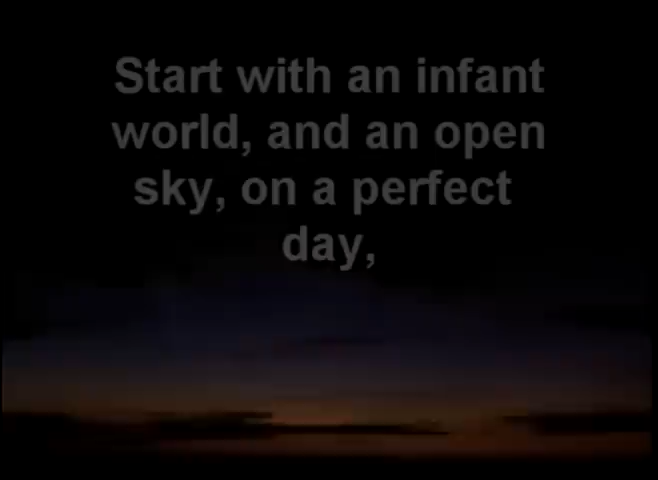 Start with an infant
world, and an open
sky, on a perfect
day,